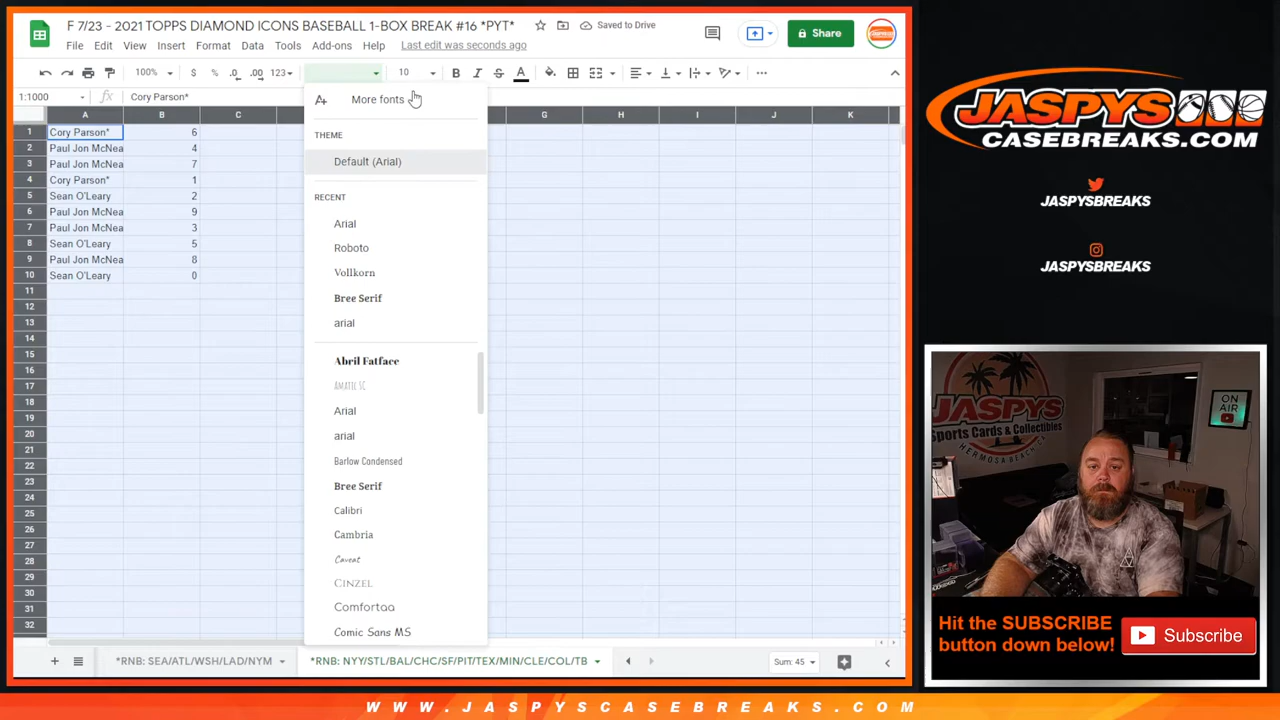 F 7/23 - 2021 TOPPS DIAMOND ICONS BASEBALL 1-BOX BREAK #16 *PYT*
Saved to Drive
File Edit View Insert Format Data Tools Add-ons Help Last edit was seconds ago
Share
100% $ % .0 .00 123 10 B I S A
1:1000 fx Cory Parson*
A B C G H I J K
1 Cory Parson* 6
2 Paul Jon McNea 4
3 Paul Jon McNea 7
4 Cory Parson* 1
5 Sean O'Leary 2
6 Paul Jon McNea 9
7 Paul Jon McNea 3
8 Sean O'Leary 5
9 Paul Jon McNea 8
10 Sean O'Leary 0
11
12
13
14
15
16
17
18
19
20
21
22
23
24
25
26
27
28
29
30
31
32
More fonts
THEME
Default (Arial)
RECENT
Arial
Roboto
Vollkorn
Bree Serif
arial
Abril Fatface
AMATIC SC
Arial
arial
Barlow Condensed
Bree Serif
Calibri
Cambria
Caveat
CINZEL
Comfortaa
Comic Sans MS
*RNB: SEA/ATL/WSH/LAD/NYM
*RNB: NYY/STL/BAL/CHC/SF/PIT/TEX/MIN/CLE/COL/TB
Sum: 45
JASPYS
CASEBREAKS.COM
JASPYSBREAKS
JASPYSBREAKS
JASPYS
Sports Cards & Collectibles
HERMOSA BEACH, CA
ON AIR
Hit the SUBSCRIBE
button down below!
Subscribe
WWW.JASPYSCASEBREAKS.COM